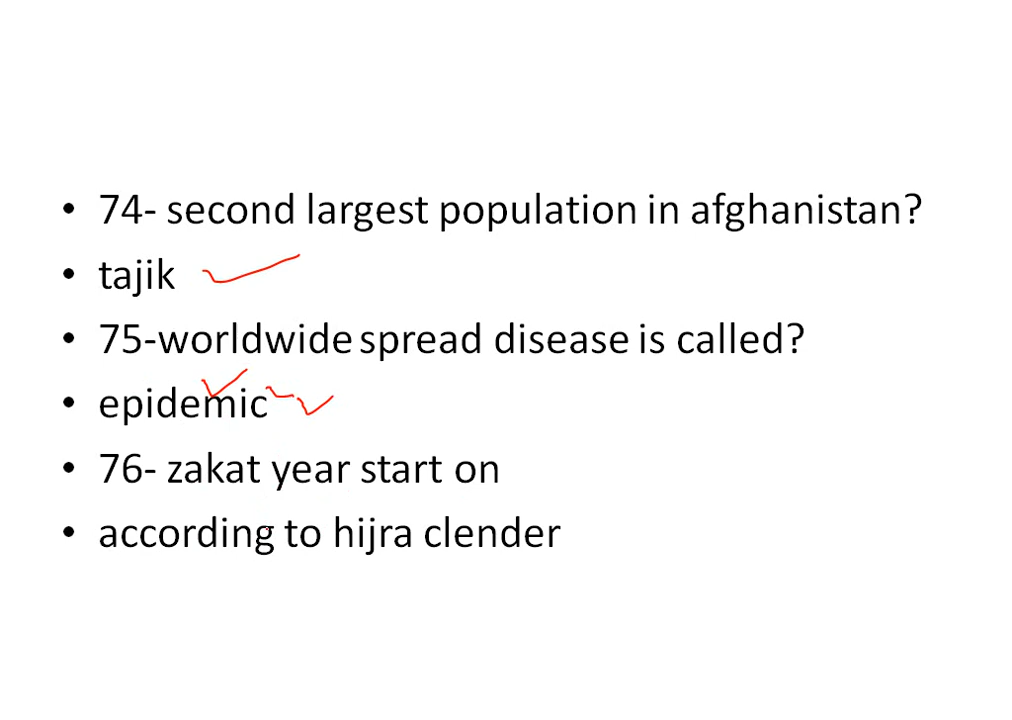 • 74- second largest population in afghanistan?
• tajik
• 75-worldwide spread disease is called?
• epidemic
• 76- zakat year start on
• according to hijra clender